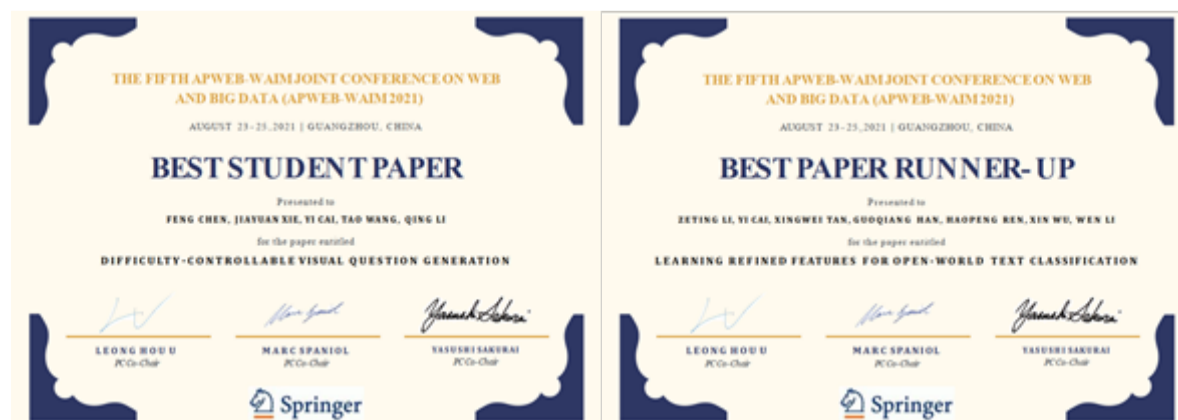 THE FIFTH APWEB-WAIM JOINT CONFERENCE ON WEB
AND BIG DATA (APWEB-WAIM 2021)
AUGUST 23-25, 2021 | GUANGZHOU, CHINA
BEST STUDENT PAPER
Presented to
FENG CHEN, JIAYUAN XIE, YI CAI, TAO WANG, QING LI
for the paper entitled
DIFFICULTY-CONTROLLABLE VISUAL QUESTION GENERATION
LEONG HOU U
PC Co-Chair
MARC SPANIOL
PC Co-Chair
YASUSHI SAKURAI
PC Co-Chair
Springer
THE FIFTH APWEB-WAIM JOINT CONFERENCE ON WEB
AND BIG DATA (APWEB-WAIM 2021)
AUGUST 23-25, 2021 | GUANGZHOU, CHINA
BEST PAPER RUNNER-UP
Presented to
ZETING LI, YI CAI, XINGWEI TAN, GUOQIANG HAN, HAOPENG REN, XIN WU, WEN LI
for the paper entitled
LEARNING REFINED FEATURES FOR OPEN-WORLD TEXT CLASSIFICATION
LEONG HOU U
PC Co-Chair
MARC SPANIOL
PC Co-Chair
YASUSHI SAKURAI
PC Co-Chair
Springer